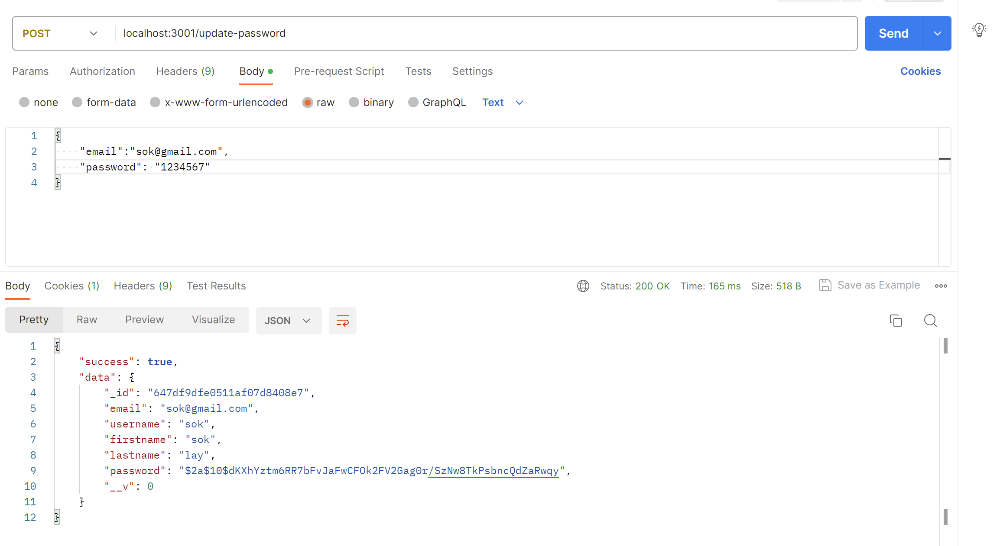 POST localhost:3001/update-password Send
Params Authorization Headers (9) Body Pre-request Script Tests Settings Cookies
none form-data x-www-form-urlencoded raw binary GraphQL Text
1 {
2 "email":"sok@gmail.com",
3 "password": "1234567"
4 }
Body Cookies (1) Headers (9) Test Results Status: 200 OK Time: 165 ms Size: 518 B Save as Example
Pretty Raw Preview Visualize JSON
1 {
2 "success": true,
3 "data": {
4 "_id": "647df9dfe0511af07d8408e7",
5 "email": "sok@gmail.com",
6 "username": "sok",
7 "firstname": "sok",
8 "lastname": "lay",
9 "password": "$2a$10$dKXhYztm6RR7bFvJaFwCFOk2FV2Gag0r/SzNw8TkPsbncQdZaRwqy",
10 "__v": 0
11 }
12 }